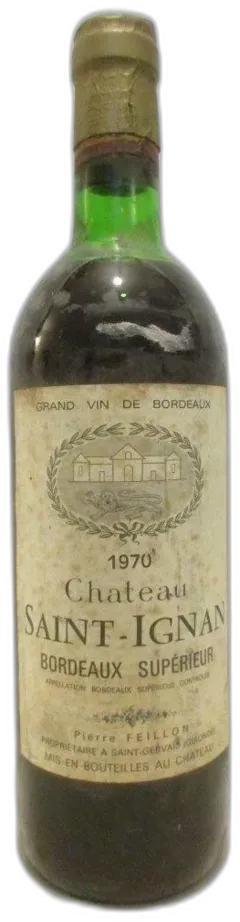 GRAND VIN DE BORDEAUX
1970
Chateau
SAINT-IGNAN
BORDEAUX SUPÉRIEUR
APPELLATION BORDEAUX SUPÉRIEUR CONTROLÉE
Pierre FEILLON
PROPRIÉTAIRE A SAINT-GERVAIS (GIRONDE)
MIS EN BOUTEILLES AU CHATEAU